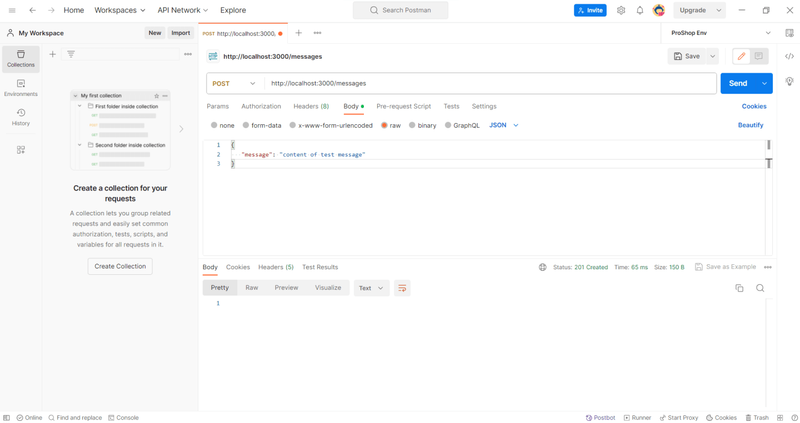 Home Workspaces API Network Explore Search Postman Invite Upgrade
My Workspace New Import POST http://localhost:3000/ ProShop Env
Collections
Environments
History
My first collection
First folder inside collection
Second folder inside collection
Create a collection for your
requests
A collection lets you group related
requests and easily set common
authorization, tests, scripts, and
variables for all requests in it.
Create Collection
http://localhost:3000/messages Save
POST http://localhost:3000/messages Send
Params Authorization Headers (8) Body Pre-request Script Tests Settings Cookies
none form-data x-www-form-urlencoded raw binary GraphQL JSON Beautify
1 {
2 "message": "content of test message"
3 }
Body Cookies Headers (5) Test Results Status: 201 Created Time: 65 ms Size: 150 B Save as Example
Pretty Raw Preview Visualize Text
1
Online Find and replace Console Postbot Runner Start Proxy Cookies Trash